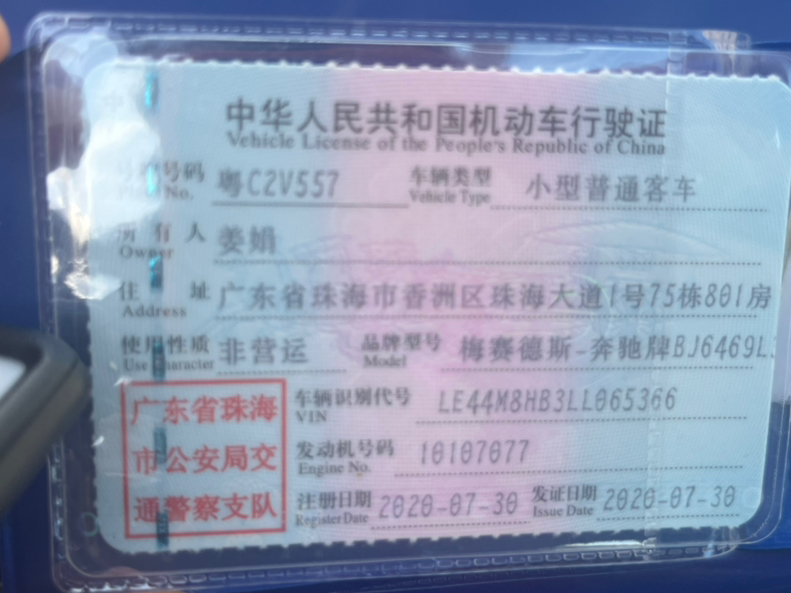 中华人民共和国机动车行驶证
Vehicle License of the People's Republic of China
号牌号码 粤C2V557 车辆类型 小型普通客车
Plate No. Vehicle Type
所有人 姜娟
Owner
住址 广东省珠海市香洲区珠海大道1号75栋801房
Address
使用性质 非营运 品牌型号 梅赛德斯-奔驰牌BJ6469L
Use Character Model
广东省珠海 车辆识别代号 LE44M8HB3LL065366
VIN
市公安局交 发动机号码 10107077
Engine No.
通警察支队 注册日期 2020-07-30 发证日期 2020-07-30
Register Date Issue Date